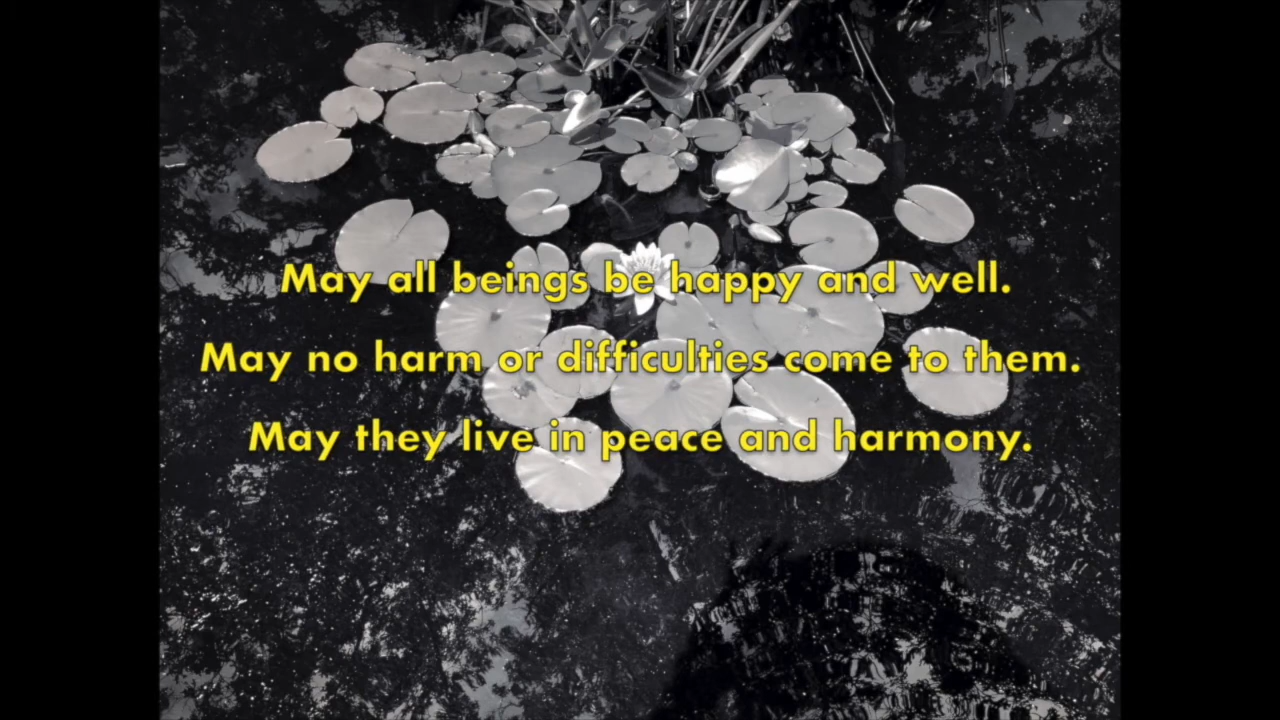 May all beings be happy and well.
May no harm or difficulties come to them.
May they live in peace and harmony.